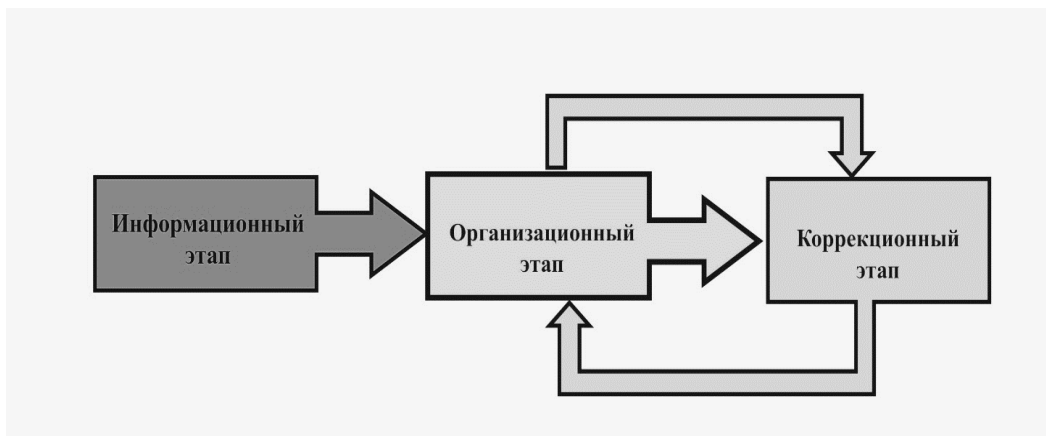 Информационный
этап
Организационный
этап
Коррекционный
этап